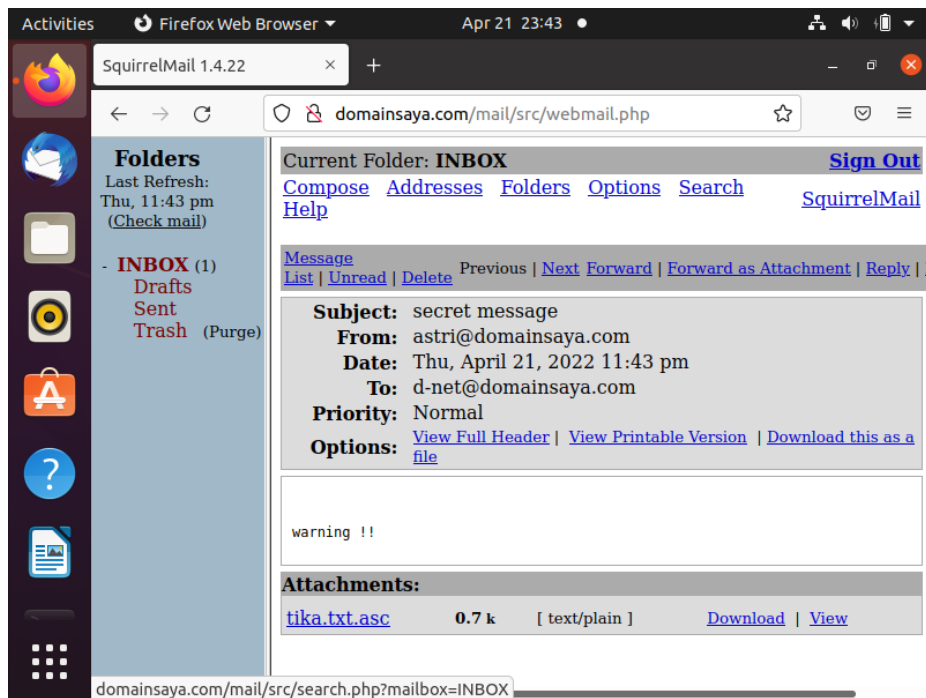 Activities Firefox Web Browser Apr 21 23:43
SquirrelMail 1.4.22
domainsaya.com/mail/src/webmail.php
Folders
Last Refresh:
Thu, 11:43 pm
(Check mail)
- INBOX (1)
Drafts
Sent
Trash (Purge)
Current Folder: INBOX Sign Out
Compose Addresses Folders Options Search
Help
SquirrelMail
Message
List | Unread | Delete Previous | Next Forward | Forward as Attachment | Reply |
Subject: secret message
From: astri@domainsaya.com
Date: Thu, April 21, 2022 11:43 pm
To: d-net@domainsaya.com
Priority: Normal
Options: View Full Header | View Printable Version | Download this as a
file
warning !!
Attachments:
tika.txt.asc 0.7 k [ text/plain ] Download | View
domainsaya.com/mail/src/search.php?mailbox=INBOX